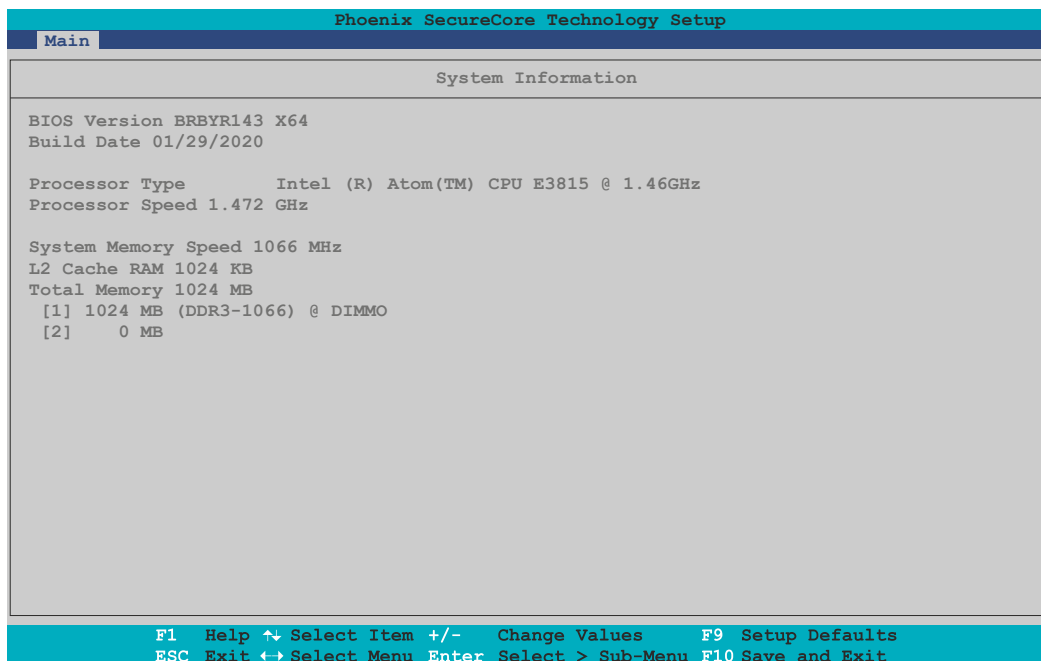 Phoenix SecureCore Technology Setup
Main
System Information
BIOS Version BRBYR143 X64
Build Date 01/29/2020
Processor Type Intel (R) Atom(TM) CPU E3815 @ 1.46GHz
Processor Speed 1.472 GHz
System Memory Speed 1066 MHz
L2 Cache RAM 1024 KB
Total Memory 1024 MB
[1] 1024 MB (DDR3-1066) @ DIMMO
[2] 0 MB
F1 Help ↑↓ Select Item +/- Change Values F9 Setup Defaults
ESC Exit ←→ Select Menu Enter Select > Sub-Menu F10 Save and Exit